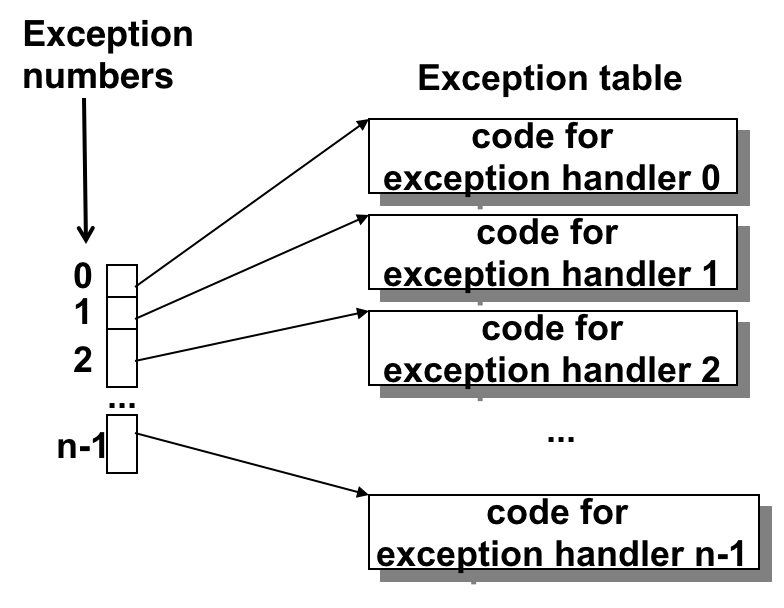 Exception
numbers
Exception table
code for
exception handler 0
code for
exception handler 1
code for
exception handler 2
...
code for
exception handler n-1
0
1
2
...
n-1